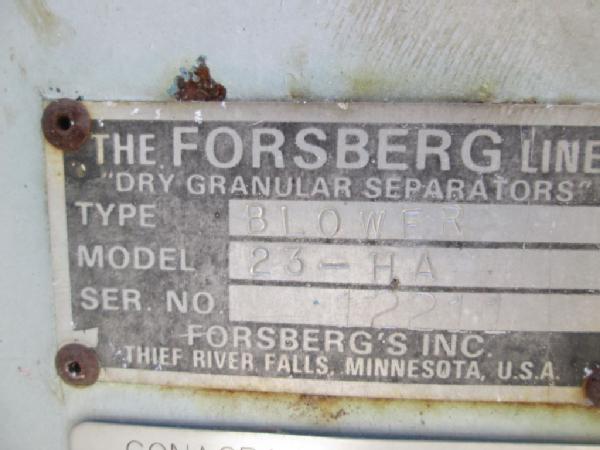 THE FORSBERG LINE
"DRY GRANULAR SEPARATORS"
TYPE BLOWER
MODEL 23-HA
SER. NO
FORSBERG'S INC.
THIEF RIVER FALLS, MINNESOTA, U.S.A.